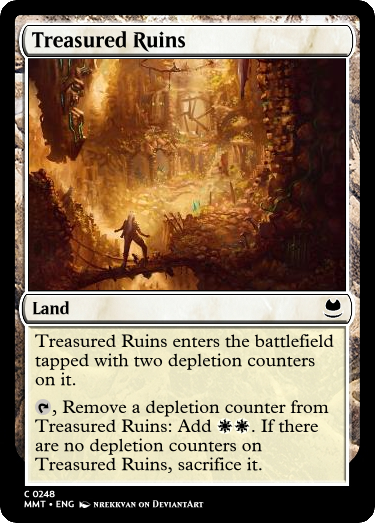 Treasured Ruins
Land
Treasured Ruins enters the battlefield
tapped with two depletion counters
on it.
, Remove a depletion counter from
Treasured Ruins: Add . If there
are no depletion counters on
Treasured Ruins, sacrifice it.
C 0248
MMT • ENG NREKKVAN ON DEVIANTART